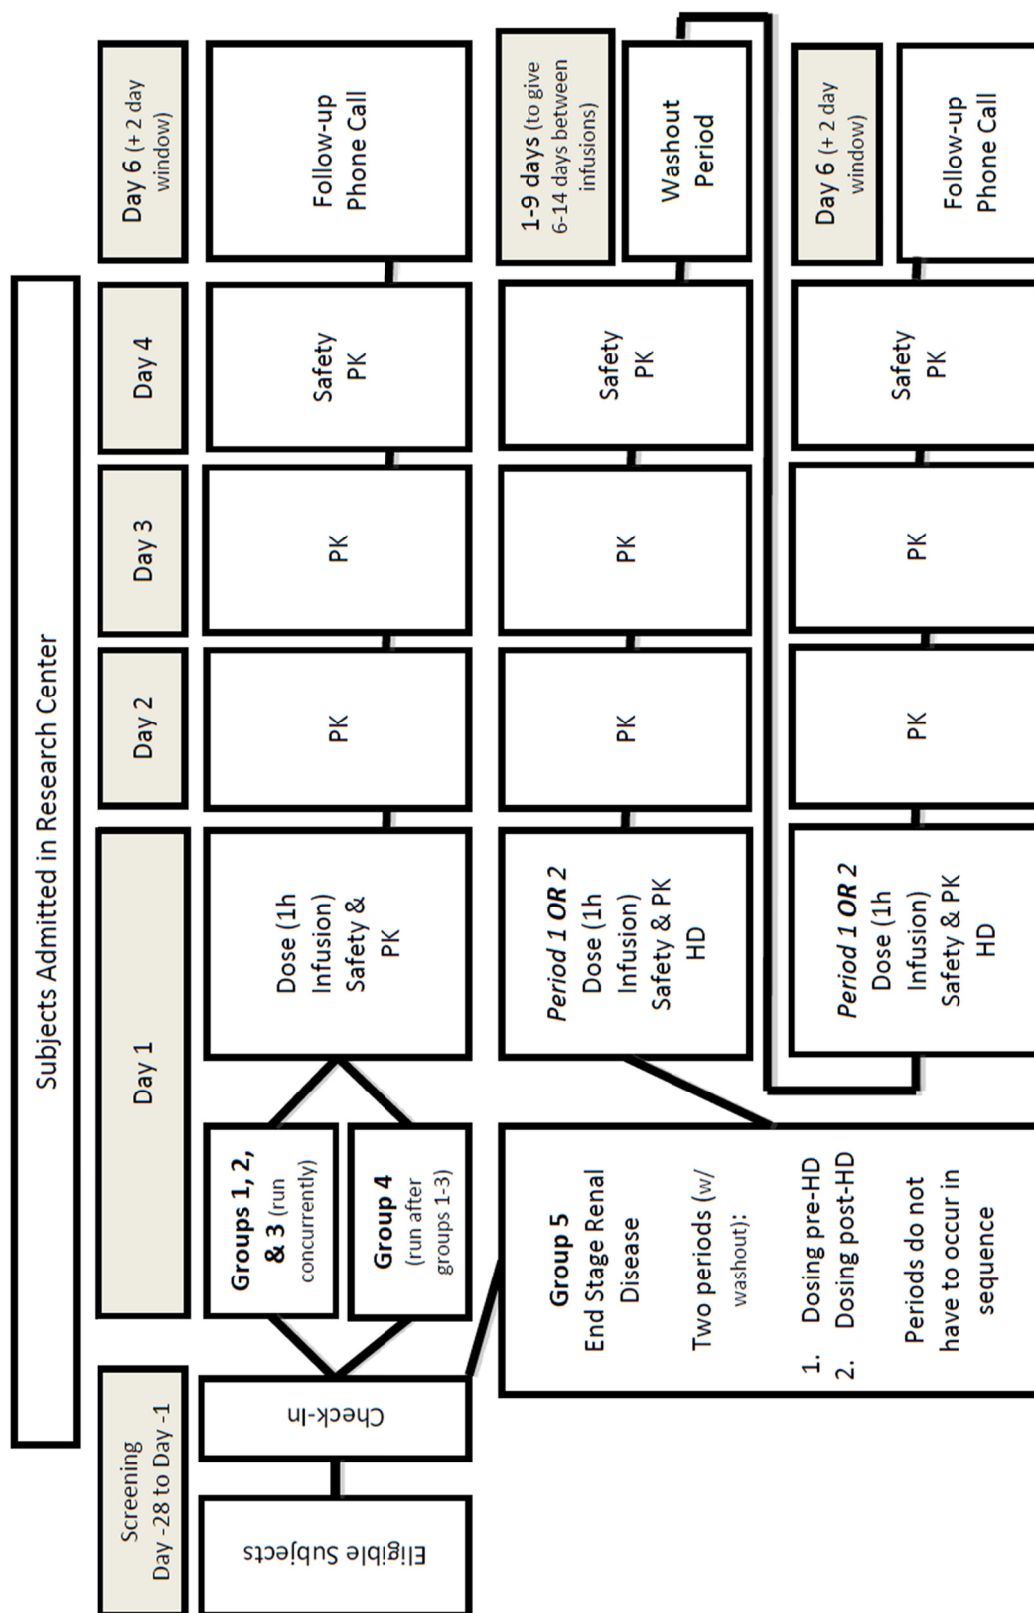 Subjects Admitted in Research Center
Screening
Day -28 to Day -1
Day 1
Day 2
Day 3
Day 4
Day 6 (+ 2 day
window)
Eligible Subjects
Check-In
Groups 1, 2,
& 3 (run
concurrently)
Group 4
(run after
groups 1-3)
Dose (1h
Infusion)
Safety &
PK
PK
PK
Safety
PK
Follow-up
Phone Call
Group 5
End Stage Renal
Disease
Two periods (w/
washout):
1. Dosing pre-HD
2. Dosing post-HD
Periods do not
have to occur in
sequence
Period 1 OR 2
Dose (1h
Infusion)
Safety & PK
HD
PK
PK
Safety
PK
1-9 days (to give
6-14 days between
infusions)
Washout
Period
Period 1 OR 2
Dose (1h
Infusion)
Safety & PK
HD
PK
PK
Safety
PK
Day 6 (+ 2 day
window)
Follow-up
Phone Call